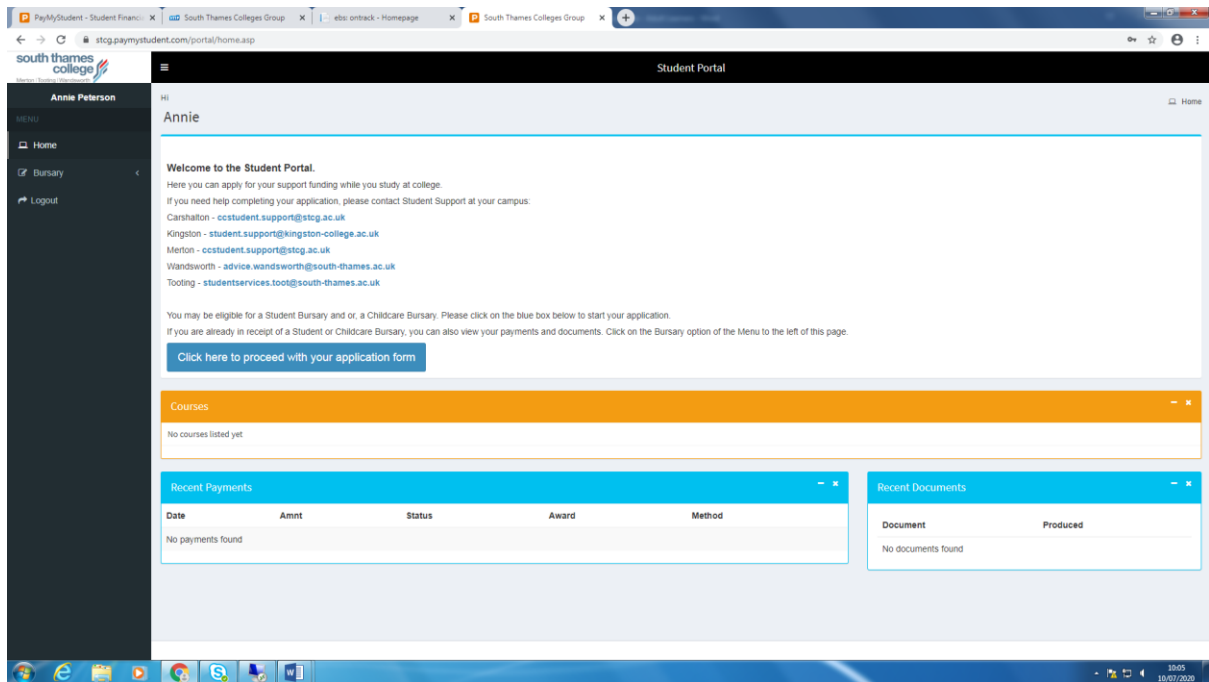 PayMyStudent - Student Financi
South Thames Colleges Group
ebs: ontrack - Homepage
South Thames Colleges Group
stcg.paymystudent.com/portal/home.asp
south thames
college
Merton | Tooting | Wandsworth
Student Portal
Annie Peterson
Hi
Home
MENU
Annie
Home
Bursary
Logout
Welcome to the Student Portal.
Here you can apply for your support funding while you study at college.
If you need help completing your application, please contact Student Support at your campus:
Carshalton - ccstudent.support@stcg.ac.uk
Kingston - student.support@kingston-college.ac.uk
Merton - ccstudent.support@stcg.ac.uk
Wandsworth - advice.wandsworth@south-thames.ac.uk
Tooting - studentservices.toot@south-thames.ac.uk
You may be eligible for a Student Bursary and or, a Childcare Bursary. Please click on the blue box below to start your application.
If you are already in receipt of a Student or Childcare Bursary, you can also view your payments and documents. Click on the Bursary option of the Menu to the left of this page.
Click here to proceed with your application form
Courses
No courses listed yet
Recent Payments
Date Amnt Status Award Method
No payments found
Recent Documents
Document Produced
No documents found
10:05
10/07/2020